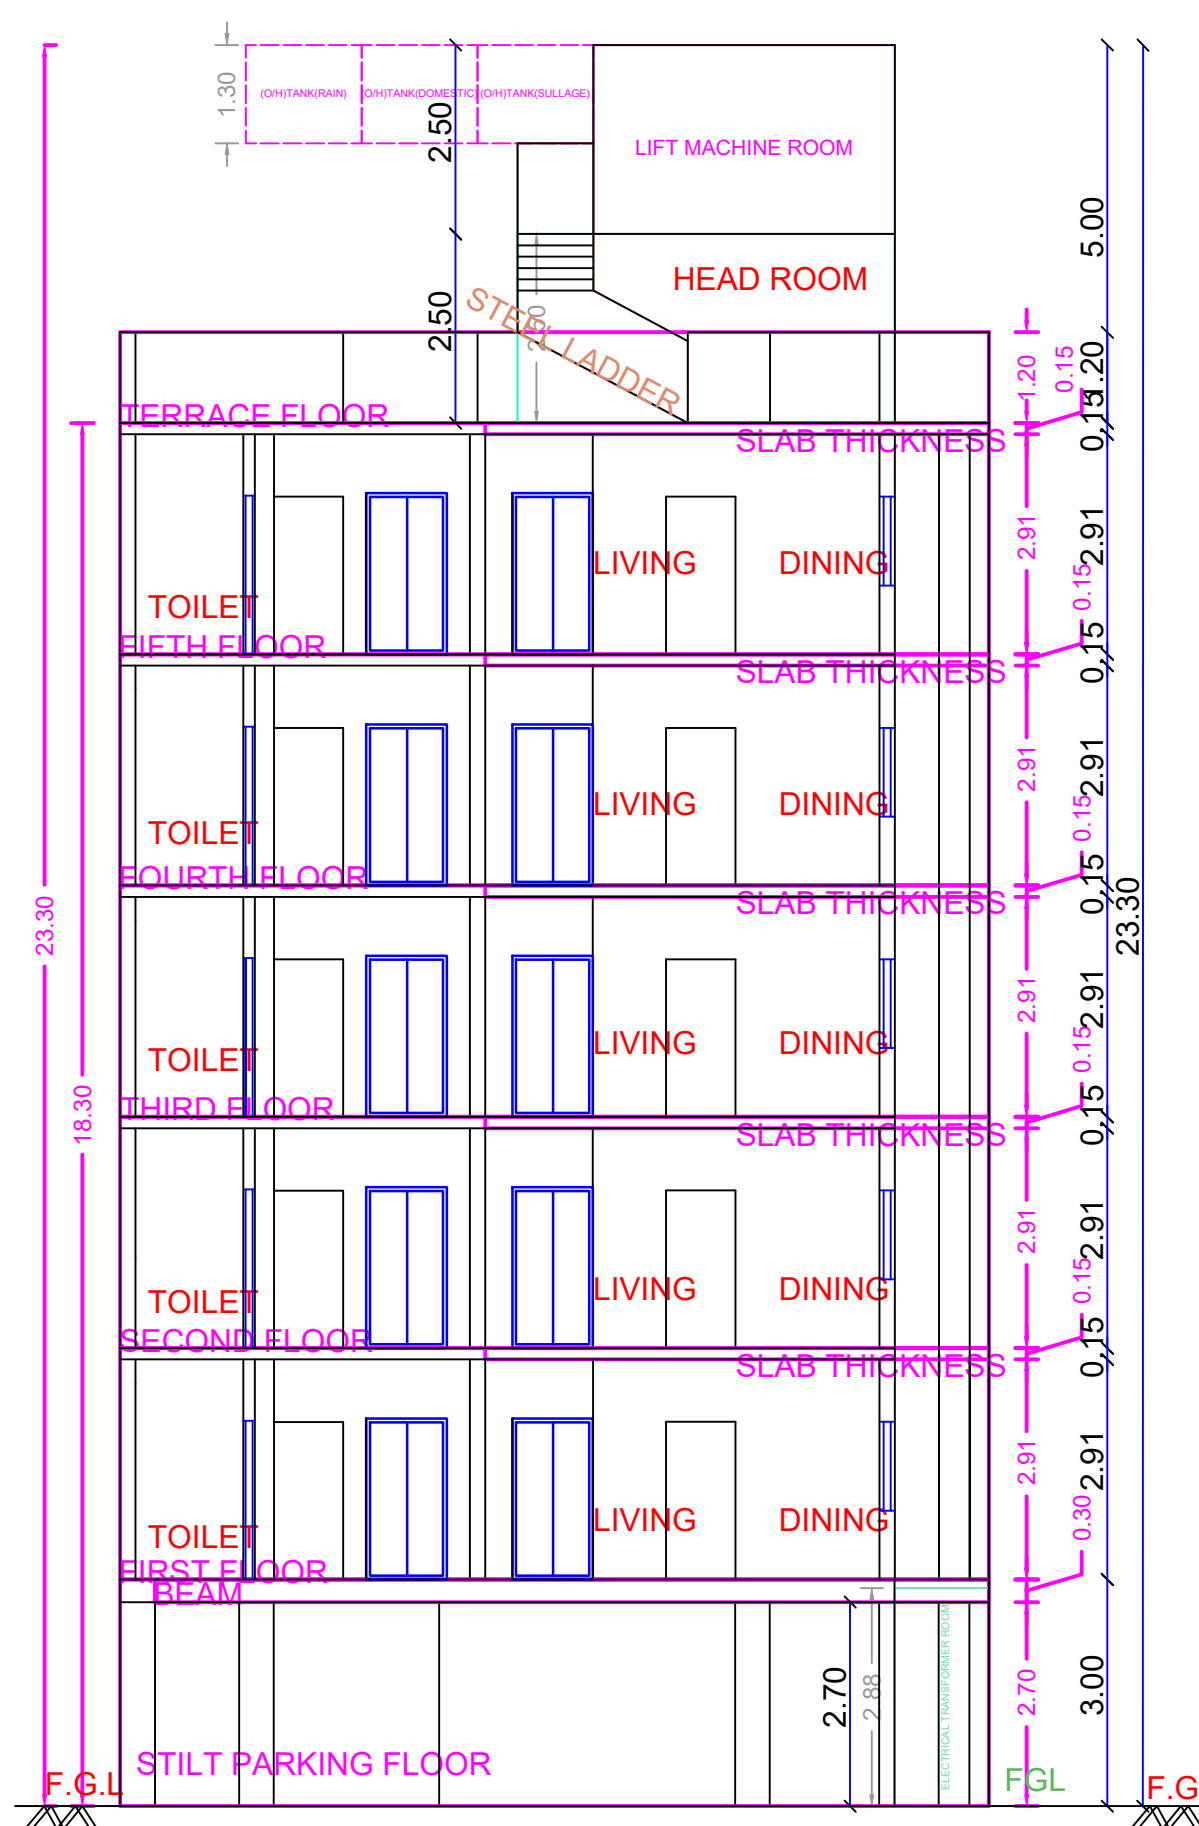 1.30
(O/H)TANK(RAIN)
(O/H)TANK(DOMESTIC)
(O/H)TANK(SULLAGE)
2.50
LIFT MACHINE ROOM
5.00
HEAD ROOM
2.50
STEEL LADDER
1.20
0.15
1.20
0.15
TERRACE FLOOR
SLAB THICKNESS
2.91
2.91
LIVING
DINING
TOILET
0.15
0.15
FIFTH FLOOR
SLAB THICKNESS
2.91
2.91
LIVING
DINING
TOILET
0.15
0.15
FOURTH FLOOR
SLAB THICKNESS
23.30
23.30
2.91
2.91
LIVING
DINING
TOILET
0.15
0.15
THIRD FLOOR
18.30
SLAB THICKNESS
2.91
2.91
LIVING
DINING
TOILET
0.15
0.15
SECOND FLOOR
SLAB THICKNESS
2.91
2.91
LIVING
DINING
TOILET
0.30
FIRST FLOOR
BEAM
ELECTRICAL TRANSFORMER ROOM
2.70
2.88
2.70
3.00
STILT PARKING FLOOR
F.G.L
FGL
F.G